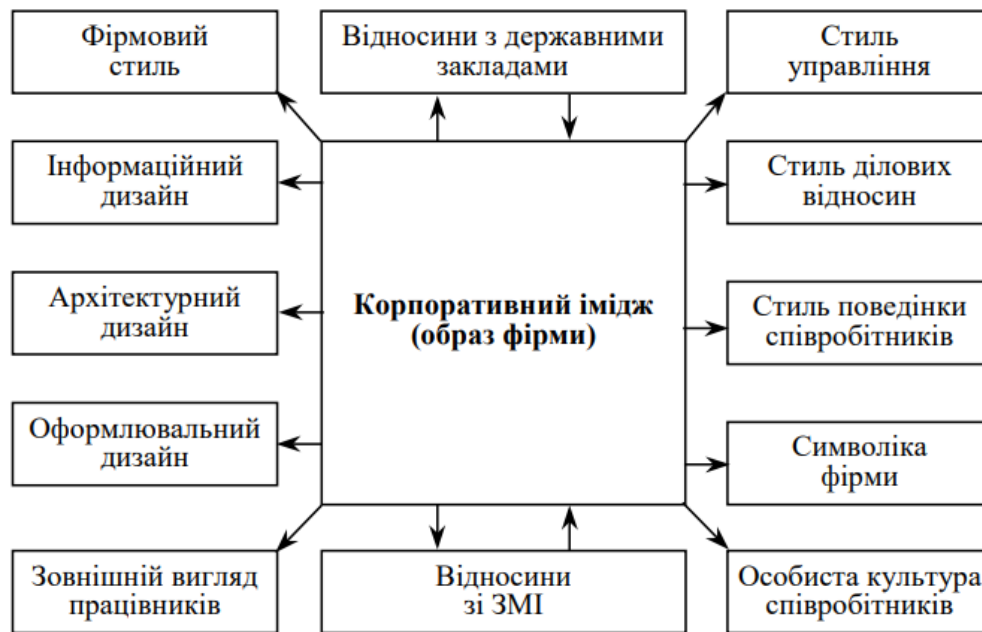 Фірмовий
стиль
Відносини з державними
закладами
Стиль
управління
Інформаційний
дизайн
Стиль ділових
відносин
Архітектурний
дизайн
Корпоративний імідж
(образ фірми)
Стиль поведінки
співробітників
Оформлювальний
дизайн
Символіка
фірми
Зовнішній вигляд
працівників
Відносини
зі ЗМІ
Особиста культура
співробітників